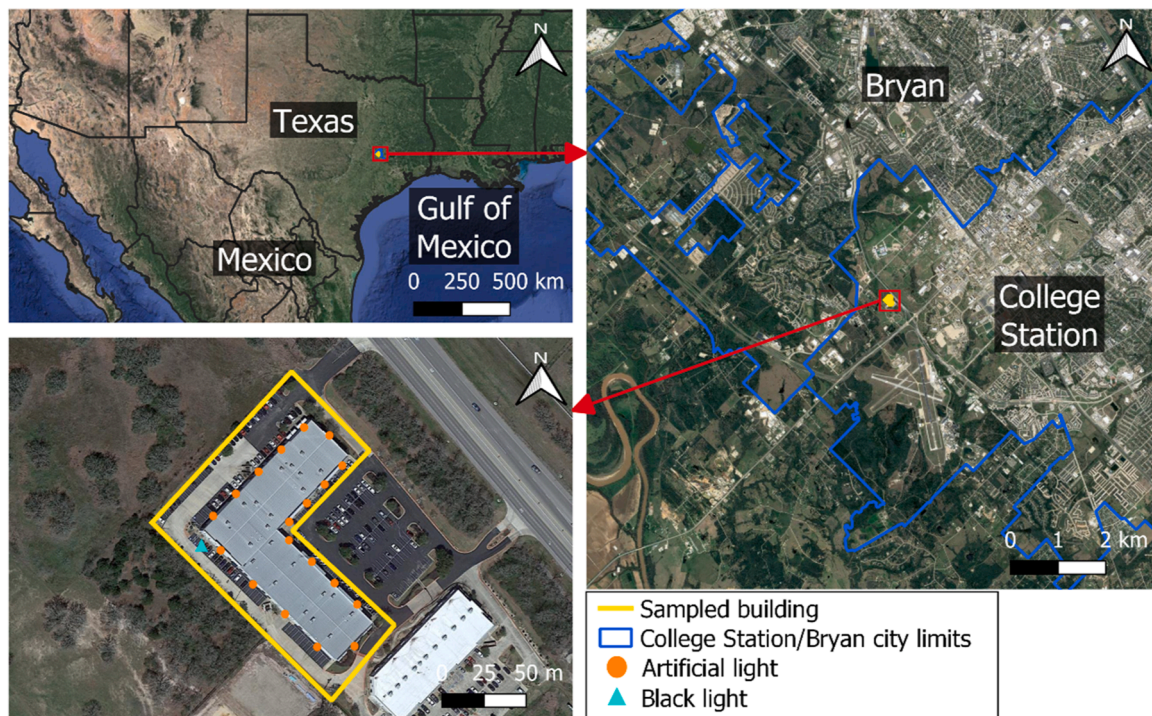 N
Texas
Gulf of
Mexico
Mexico
0 250 500 km
N
Bryan
College
Station
0 1 2 km
N
0 25 50 m
Sampled building
College Station/Bryan city limits
Artificial light
Black light